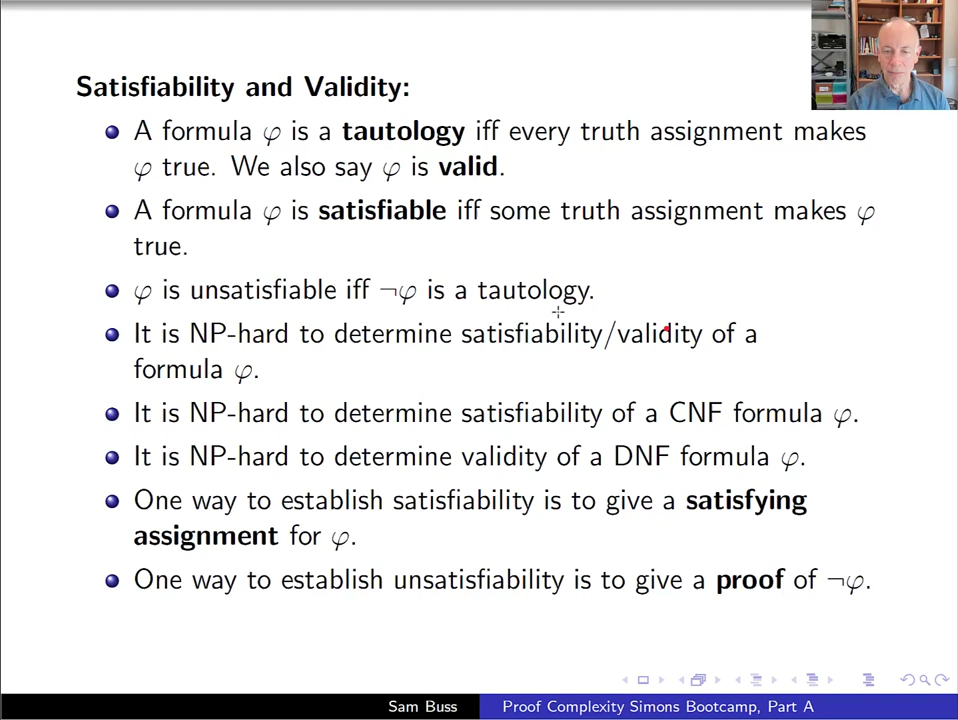 Satisfiability and Validity:
A formula φ is a tautology iff every truth assignment makes
φ true. We also say φ is valid.
A formula φ is satisfiable iff some truth assignment makes φ
true.
φ is unsatisfiable iff ¬φ is a tautology.
It is NP-hard to determine satisfiability/validity of a
formula φ.
It is NP-hard to determine satisfiability of a CNF formula φ.
It is NP-hard to determine validity of a DNF formula φ.
One way to establish satisfiability is to give a satisfying
assignment for φ.
One way to establish unsatisfiability is to give a proof of ¬φ.
Sam Buss Proof Complexity Simons Bootcamp, Part A